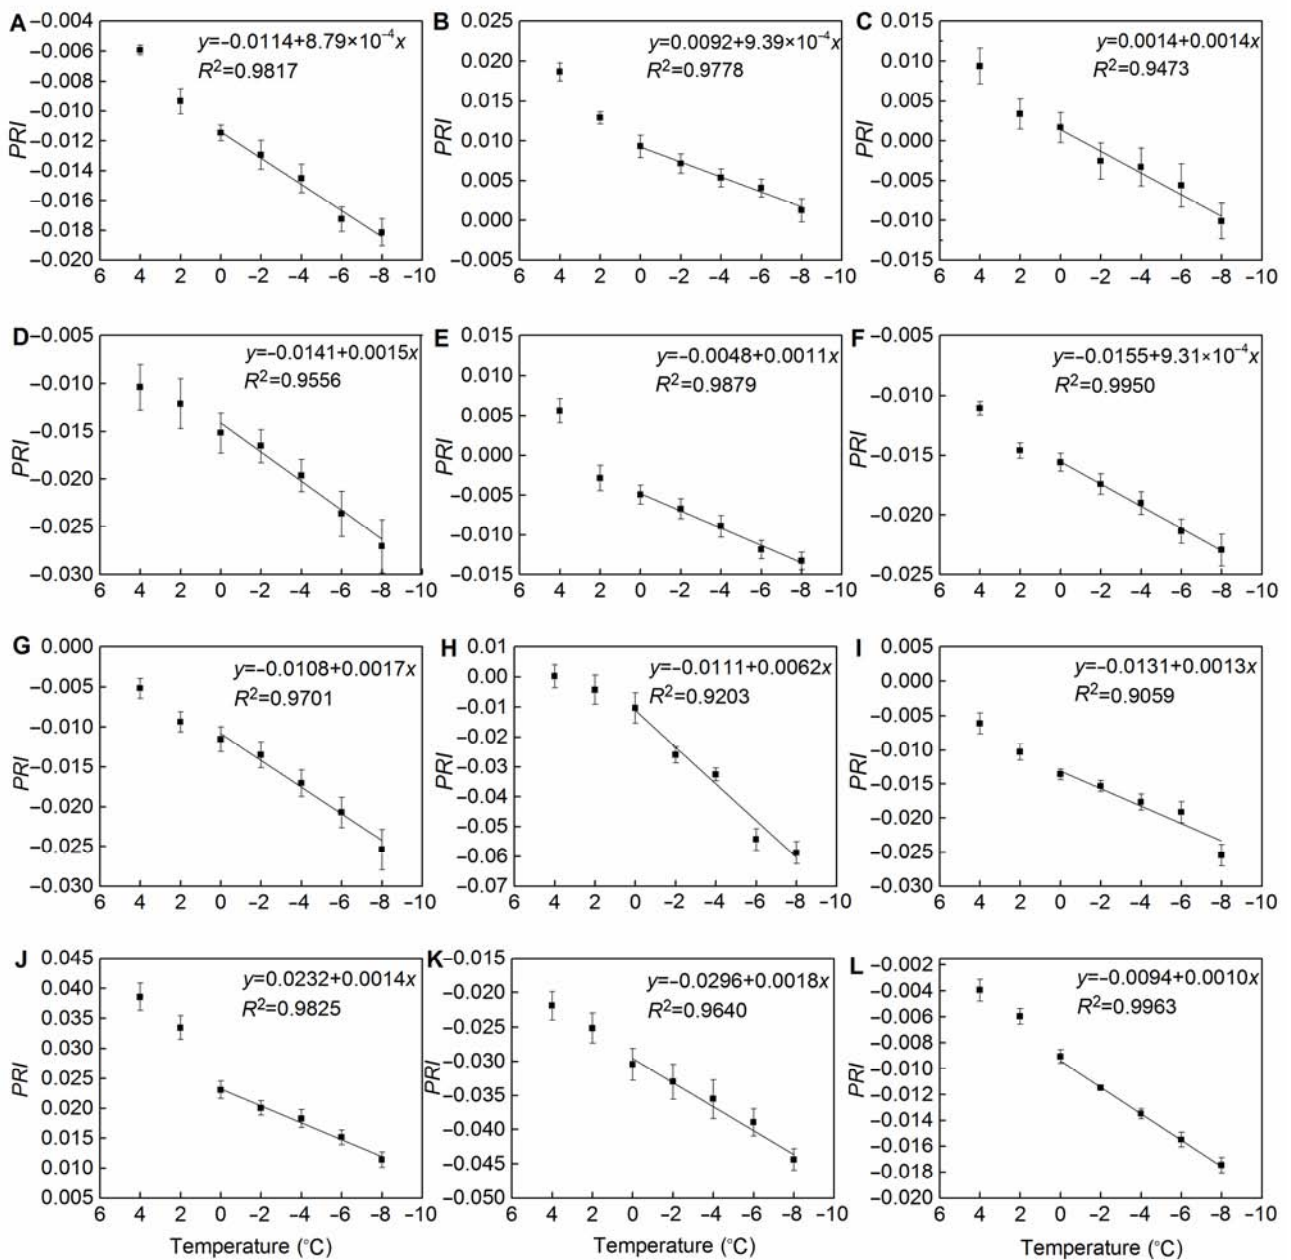 A
−0.004
−0.006
−0.008
−0.010
−0.012
−0.014
−0.016
−0.018
−0.020
PRI
y=−0.0114+8.79×10−4x
R2=0.9817
6 4 2 0 −2 −4 −6 −8 −10
B
0.025
0.020
0.015
0.010
0.005
0.000
−0.005
PRI
y=0.0092+9.39×10−4x
R2=0.9778
6 4 2 0 −2 −4 −6 −8 −10
C
0.015
0.010
0.005
0.000
−0.005
−0.010
0.015
PRI
y=0.0014+0.0014x
R2=0.9473
6 4 2 0 −2 −4 −6 −8 −10
D
−0.005
−0.010
−0.015
−0.020
−0.025
−0.030
PRI
y=−0.0141+0.0015x
R2=0.9556
6 4 2 0 −2 −4 −6 −8 −10
E
0.015
0.010
0.005
0.000
−0.005
−0.010
−0.015
PRI
y=−0.0048+0.0011x
R2=0.9879
6 4 2 0 −2 −4 −6 −8 −10
F
−0.005
−0.010
−0.015
−0.020
−0.025
PRI
y=−0.0155+9.31×10−4x
R2=0.9950
6 4 2 0 −2 −4 −6 −8 −10
G
0.000
−0.005
−0.010
−0.015
−0.020
−0.025
−0.030
PRI
y=−0.0108+0.0017x
R2=0.9701
6 4 2 0 −2 −4 −6 −8 −10
H
0.01
0.00
−0.01
−0.02
−0.03
−0.04
−0.05
−0.06
−0.07
PRI
y=−0.0111+0.0062x
R2=0.9203
6 4 2 0 −2 −4 −6 −8 −10
I
0.005
0.000
−0.005
−0.010
−0.015
−0.020
−0.025
−0.030
PRI
y=−0.0131+0.0013x
R2=0.9059
6 4 2 0 −2 −4 −6 −8 −10
J
0.045
0.040
0.035
0.030
0.025
0.020
0.015
0.010
0.005
PRI
y=0.0232+0.0014x
R2=0.9825
6 4 2 0 −2 −4 −6 −8 −10
Temperature (°C)
K
−0.015
−0.020
−0.025
−0.030
−0.035
−0.040
−0.045
−0.050
PRI
y=−0.0296+0.0018x
R2=0.9640
6 4 2 0 −2 −4 −6 −8 −10
Temperature (°C)
L
−0.002
−0.004
−0.006
−0.008
−0.010
−0.012
−0.014
−0.016
−0.018
−0.020
PRI
y=−0.0094+0.0010x
R2=0.9963
6 4 2 0 −2 −4 −6 −8 −10
Temperature (°C)